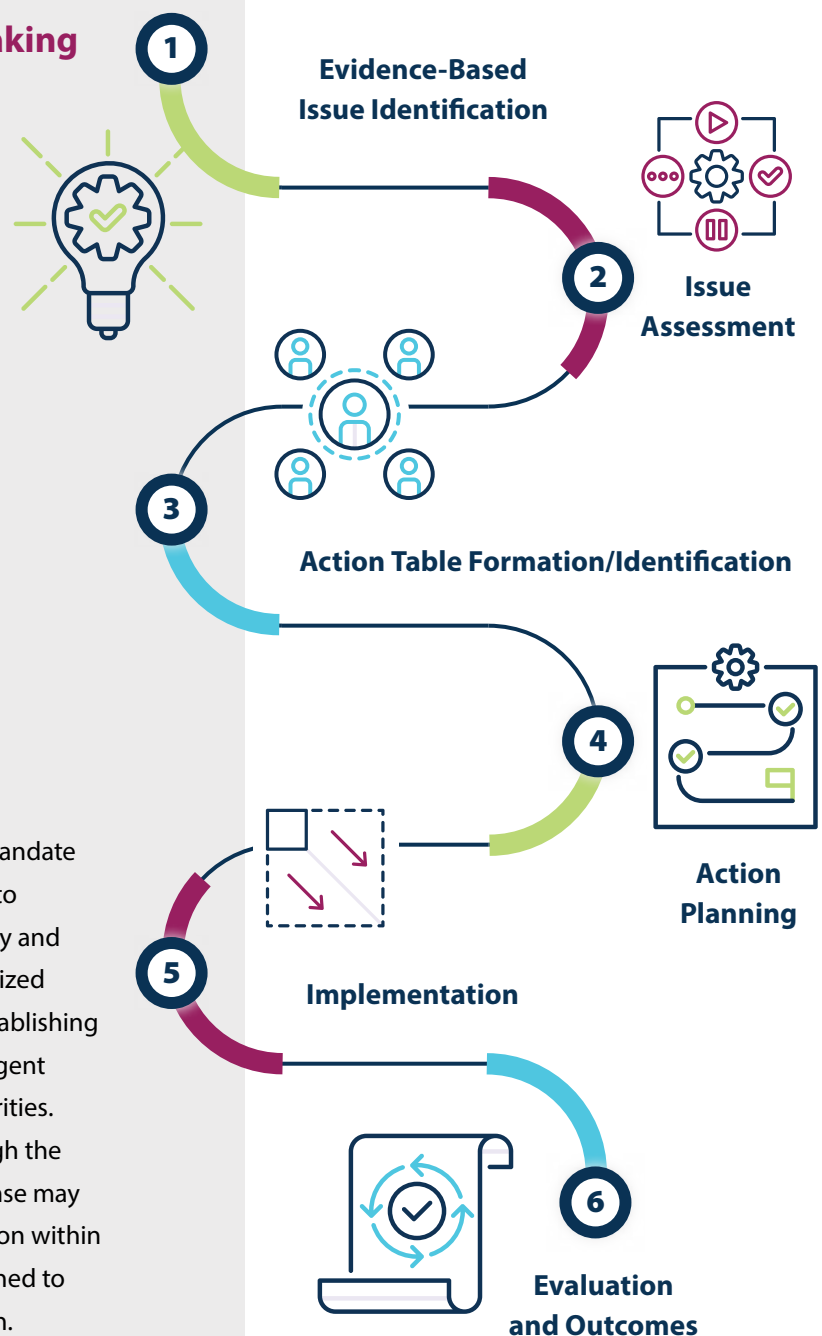 king
1
Evidence-Based
Issue Identification
2
Issue
Assessment
3
Action Table Formation/Identification
4
Action
Planning
andate
to
y and
ized
ablishing
gent
rities.
gh the
nse may
on within
ned to
n.
5
Implementation
6
Evaluation
and Outcomes